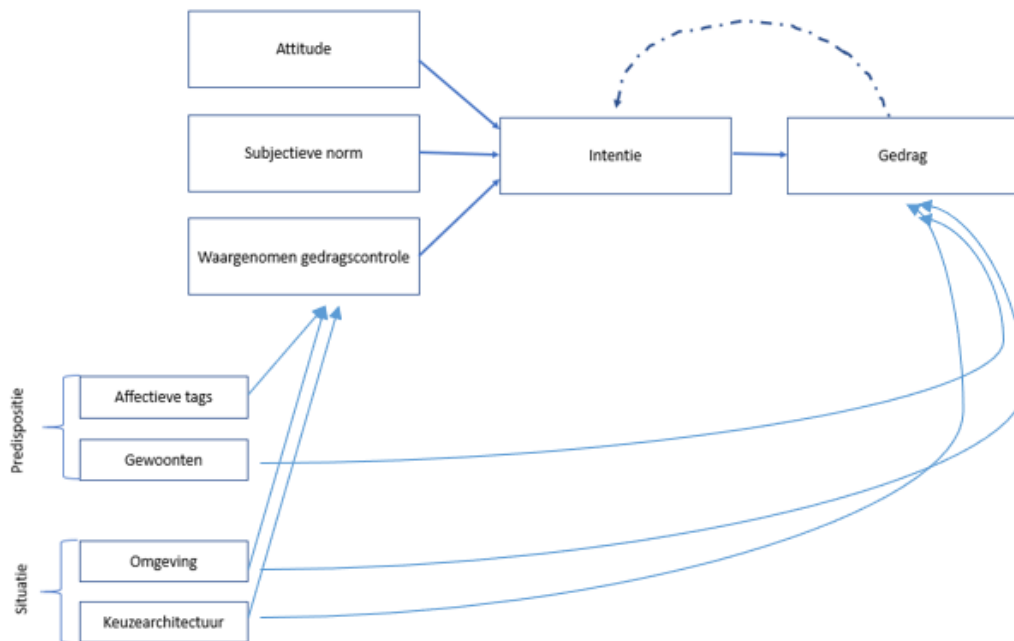 Attitude
Subjectieve norm
Intentie
Gedrag
Waargenomen gedragscontrole
Predispositie
Affectieve tags
Gewoonten
Situatie
Omgeving
Keuzearchitectuur